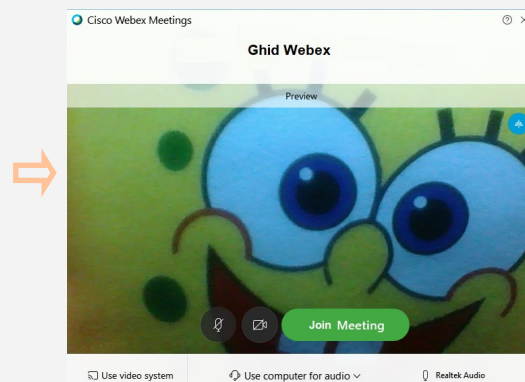 Cisco Webex Meetings
Ghid Webex
Preview
Join Meeting
Use video system
Use computer for audio
Realtek Audio